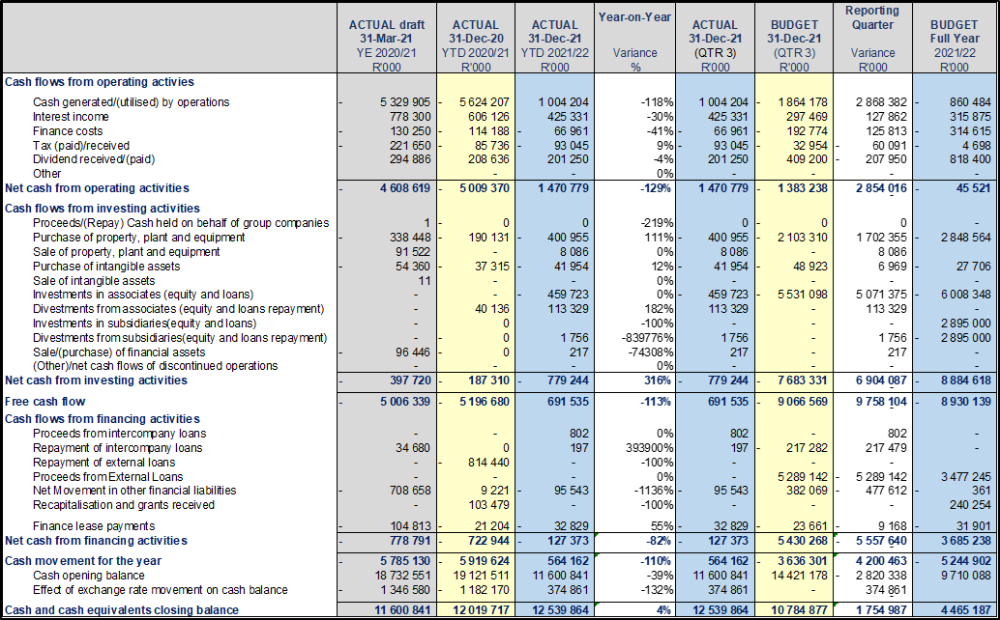 ACTUAL draft ACTUAL ACTUAL Year-on-Year ACTUAL BUDGET Reporting Quarter BUDGET
31-Mar-21 31-Dec-20 31-Dec-21 31-Dec-21 31-Dec-21 Full Year
YE 2020/21 YTD 2020/21 YTD 2021/22 Variance (QTR 3) (QTR 3) Variance 2021/22
R'000 R'000 R'000 % R'000 R'000 R'000 R'000
Cash flows from operating activies
Cash generated/(utilised) by operations - 5 329 905 - 5 624 207 1 004 204 -118% 1 004 204 - 1 864 178 2 868 382 - 860 484
Interest income 778 300 606 126 425 331 -30% 425 331 297 469 127 862 315 875
Finance costs - 130 250 - 114 188 - 66 961 -41% - 66 961 - 192 774 125 813 - 314 615
Tax (paid)/received - 221 650 - 85 736 - 93 045 9% - 93 045 - 32 954 - 60 091 - 4 698
Dividend received/(paid) 294 886 208 636 201 250 -4% 201 250 409 200 - 207 950 818 400
Other - - 0% - - - -
Net cash from operating activities - 4 608 619 - 5 009 370 1 470 779 -129% 1 470 779 - 1 383 238 2 854 016 - 45 521
Cash flows from investing activities
Proceeds/(Repay) Cash held on behalf of group companies 1 - 0 0 -219% 0 - 0 0 -
Purchase of property, plant and equipment - 338 448 - 190 131 - 400 955 111% - 400 955 - 2 103 310 1 702 355 - 2 848 564
Sale of property, plant and equipment 91 522 - 8 086 0% 8 086 - 8 086 -
Purchase of intangible assets - 54 360 - 37 315 - 41 954 12% - 41 954 - 48 923 6 969 - 27 706
Sale of intangible assets 11 - - 0% - - - -
Investments in associates (equity and loans) - - - 459 723 0% - 459 723 - 5 531 098 5 071 375 - 6 008 348
Divestments from associates (equity and loans repayment) - 40 136 113 329 182% 113 329 - 113 329 -
Investments in subsidiaries(equity and loans) - 0 - -100% - - - 2 895 000
Divestments from subsidiaries(equity and loans repayment) - - 0 1 756 -839776% 1 756 - 1 756 - 2 895 000
Sale/(purchase) of financial assets - 96 446 - 0 217 -74308% 217 - 217 -
(Other)/net cash flows of discontinued operations - - - 0% - - - -
Net cash from investing activities - 397 720 - 187 310 - 779 244 316% - 779 244 - 7 683 331 6 904 087 - 8 884 618
Free cash flow - 5 006 339 - 5 196 680 691 535 -113% 691 535 - 9 066 569 9 758 104 - 8 930 139
Cash flows from financing activities
Proceeds from intercompany loans - - 802 0% 802 - 802 -
Repayment of intercompany loans 34 680 0 197 393900% 197 - 217 282 217 479 -
Repayment of external loans - - 814 440 - -100% - - - -
Proceeds from External Loans - - - 0% - 5 289 142 - 5 289 142 3 477 245
Net Movement in other financial liabilities - 708 658 9 221 - 95 543 -1136% - 95 543 382 069 - 477 612 - 361
Recapitalisation and grants received - 103 479 - -100% - - - 240 254
Finance lease payments - 104 813 - 21 204 - 32 829 55% - 32 829 - 23 661 - 9 168 - 31 901
Net cash from financing activities - 778 791 - 722 944 - 127 373 -82% - 127 373 5 430 268 - 5 557 640 3 685 238
Cash movement for the year - 5 785 130 - 5 919 624 564 162 -110% 564 162 - 3 636 301 4 200 463 - 5 244 902
Cash opening balance 18 732 551 19 121 511 11 600 841 -39% 11 600 841 14 421 178 - 2 820 338 9 710 088
Effect of exchange rate movement on cash balance - 1 346 580 - 1 182 170 374 861 -132% 374 861 - 374 861
Cash and cash equivalents closing balance 11 600 841 12 019 717 12 539 864 4% 12 539 864 10 784 877 1 754 987 4 465 187